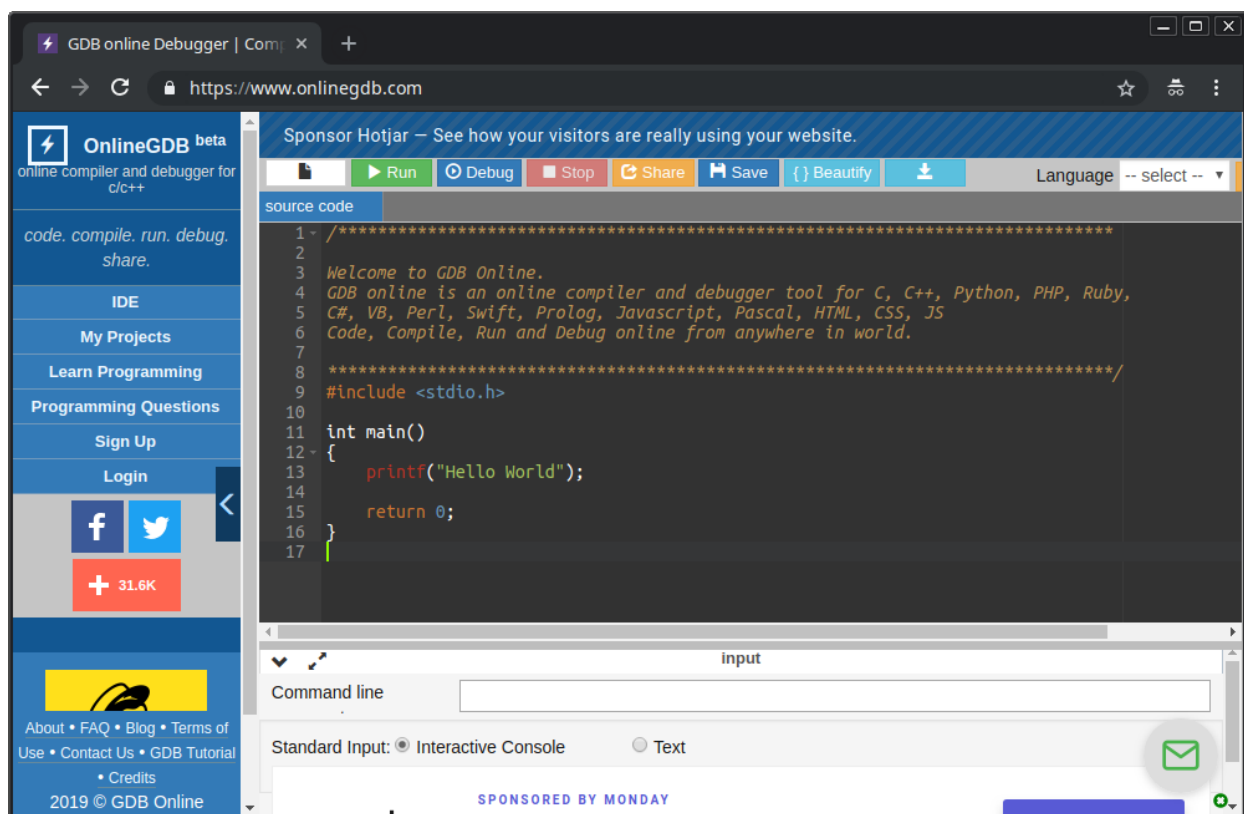 GDB online Debugger | Comp
https://www.onlinegdb.com
OnlineGDB beta
online compiler and debugger for
c/c++
code. compile. run. debug.
share.
IDE
My Projects
Learn Programming
Programming Questions
Sign Up
Login
31.6K
About • FAQ • Blog • Terms of
Use • Contact Us • GDB Tutorial
• Credits
2019 © GDB Online
Sponsor Hotjar — See how your visitors are really using your website.
Run Debug Stop Share Save { } Beautify Language -- select --
source code
1 /******************************************************************************
2
3 Welcome to GDB Online.
4 GDB online is an online compiler and debugger tool for C, C++, Python, PHP, Ruby,
5 C#, VB, Perl, Swift, Prolog, Javascript, Pascal, HTML, CSS, JS
6 Code, Compile, Run and Debug online from anywhere in world.
7
8 *******************************************************************************/
9 #include <stdio.h>
10
11 int main()
12 {
13 printf("Hello World");
14
15 return 0;
16 }
17
input
Command line
Standard Input: Interactive Console Text
SPONSORED BY MONDAY